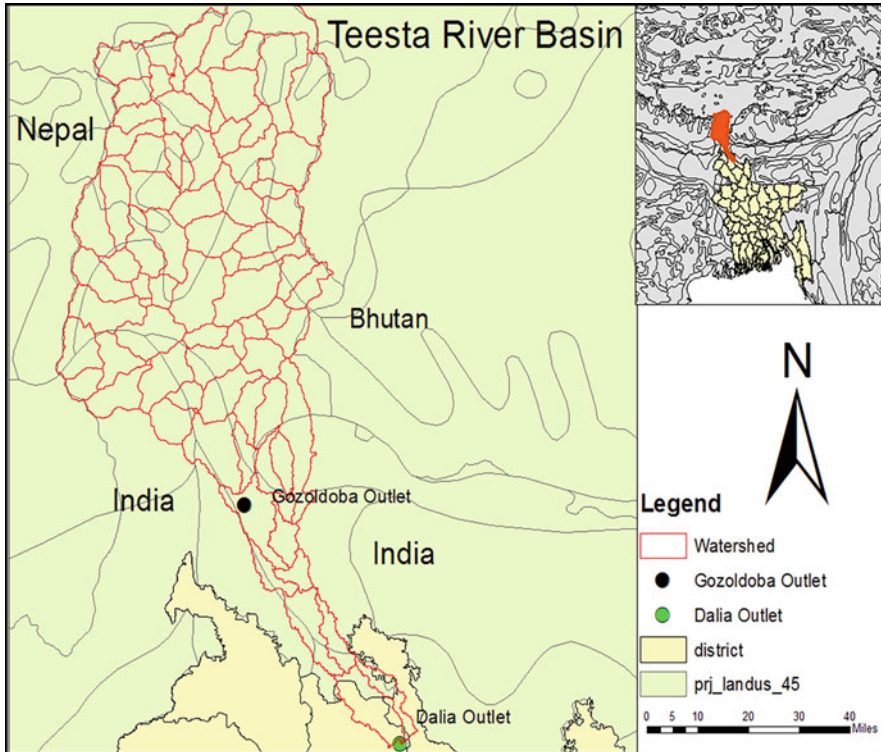 Teesta River Basin
Nepal
Bhutan
India
Gozoldoba Outlet
India
Dalia Outlet
N
Legend
Watershed
Gozoldoba Outlet
Dalia Outlet
district
prj_landus_45
0 5 10 20 30 40
Miles